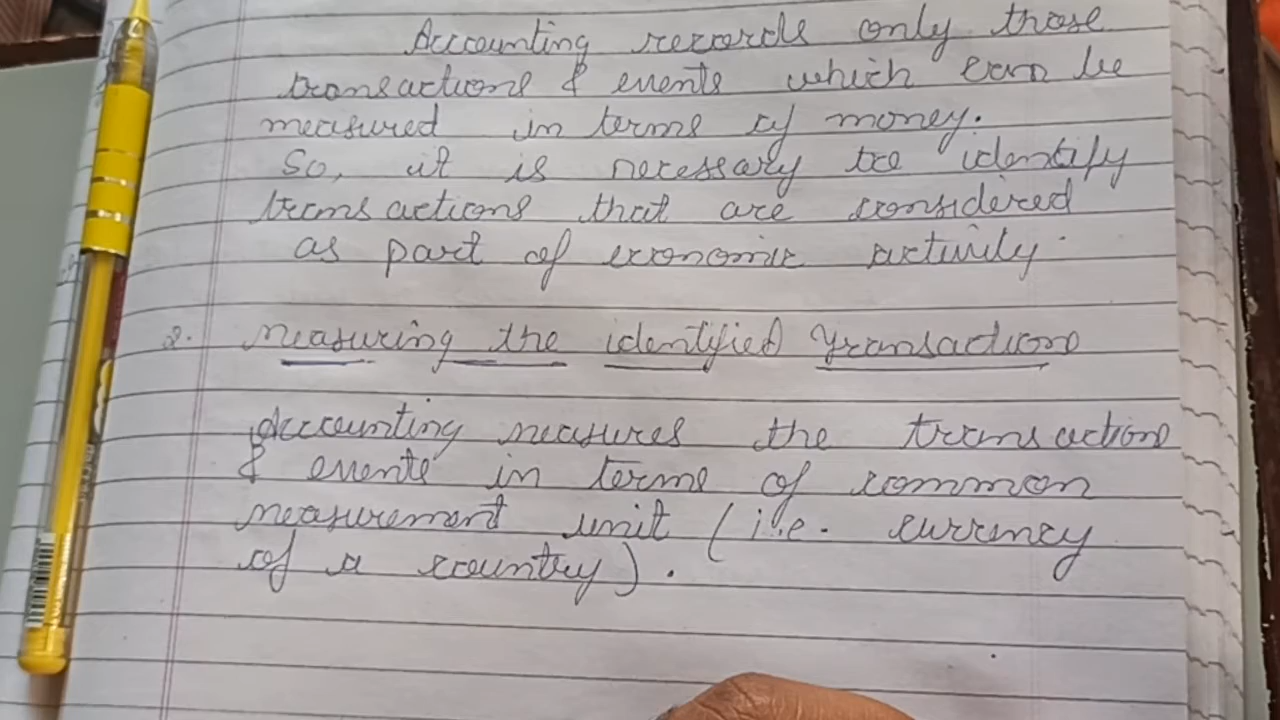 Accounting records only those
transactions & events which can be
measured in terms of money.
So, it is necessary to identify
transactions that are considered
as part of economic activity.
2. Measuring the identified Transactions
Accounting measures the transactions
& events in terms of common
measurement unit (i.e. currency
of a country).